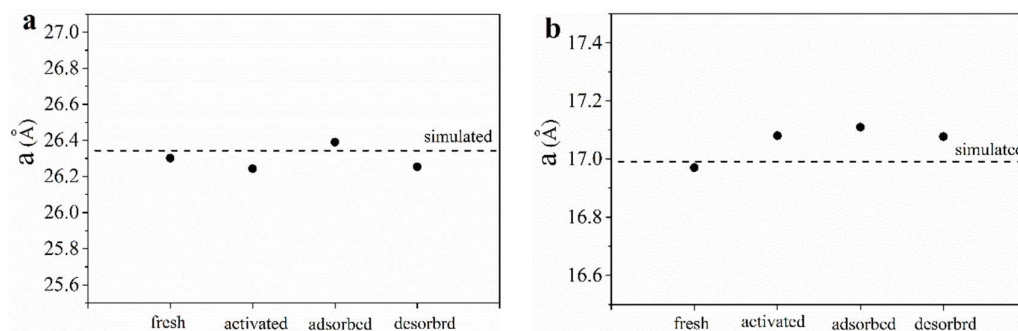 a
27.0
26.8
26.6
26.4
26.2
26.0
25.8
25.6
a (Å)
simulated
fresh activated adsorbed desorbrd
b
17.4
17.2
17.0
16.8
16.6
a (Å)
simulated
fresh activated adsorbed desorbrd